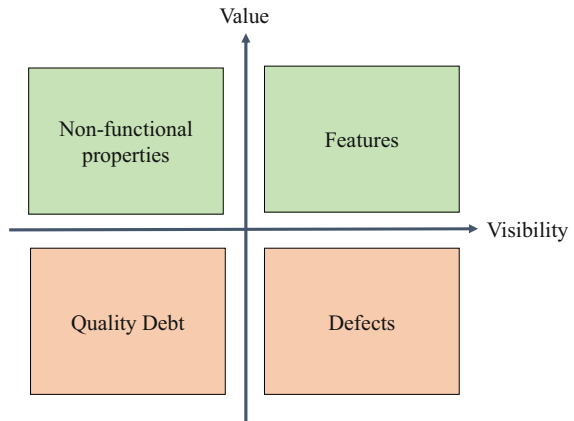 Value
Non-functional
properties
Features
Visibility
Quality Debt
Defects